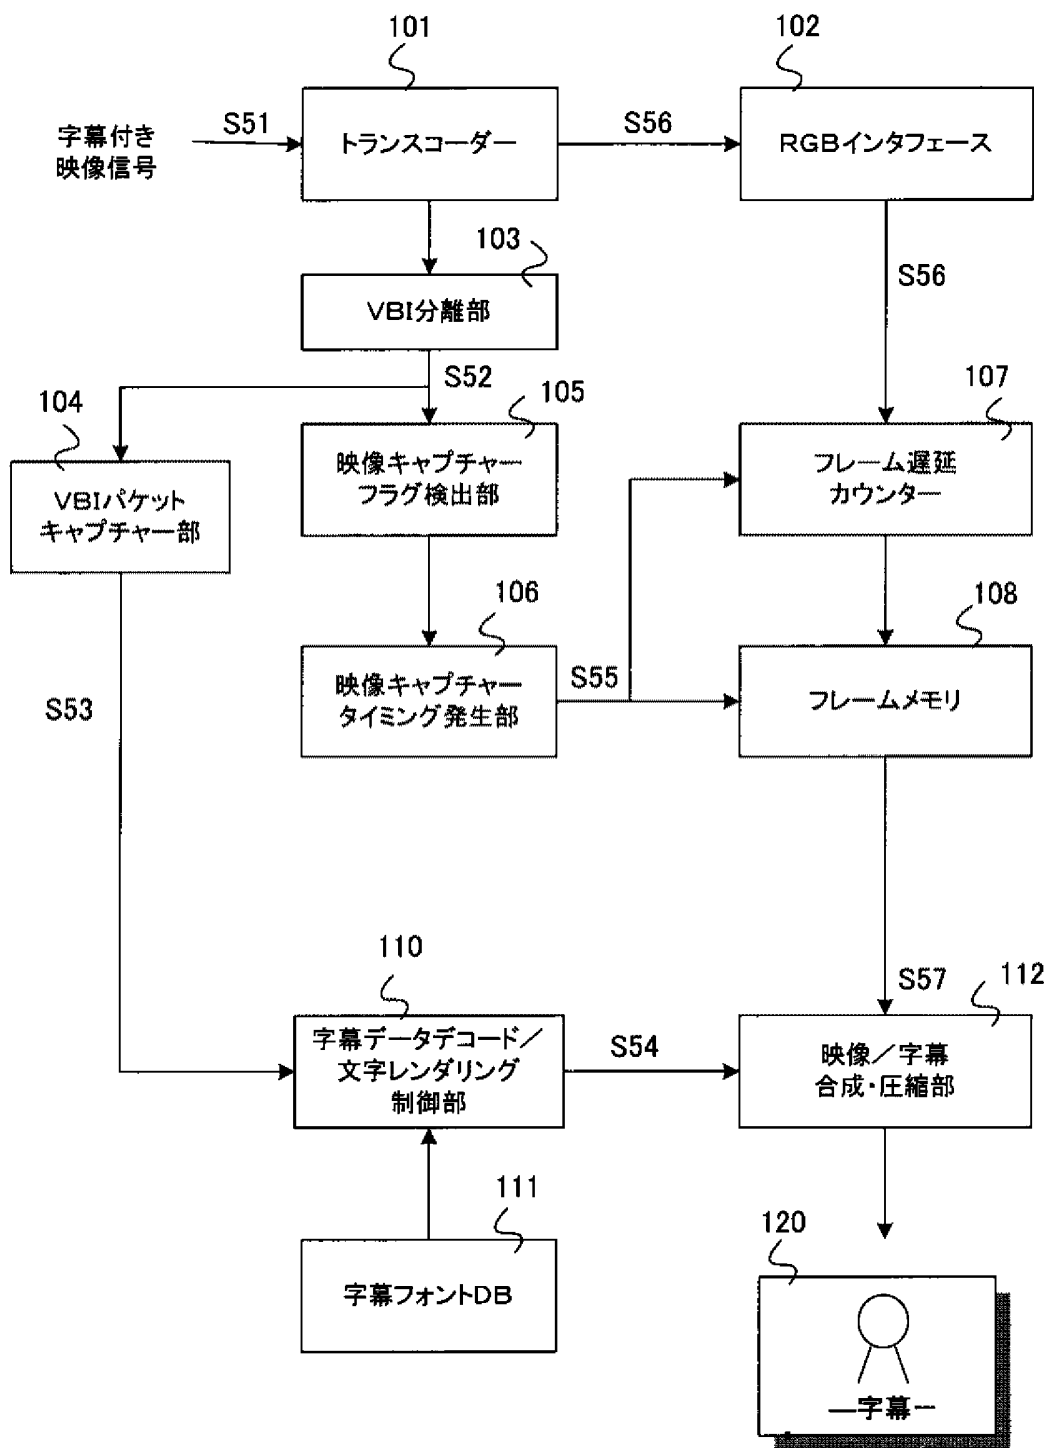 101
102
字幕付き
映像信号
S51
トランスコーダー
S56
RGBインタフェース
103
VBI分離部
S56
S52
104
105
107
VBIパケット
キャプチャー部
映像キャプチャー
フラグ検出部
フレーム遅延
カウンター
106
108
S53
映像キャプチャー
タイミング発生部
S55
フレームメモリ
110
S57
112
字幕データデコード／
文字レンダリング
制御部
S54
映像／字幕
合成・圧縮部
111
字幕フォントDB
120
―字幕－